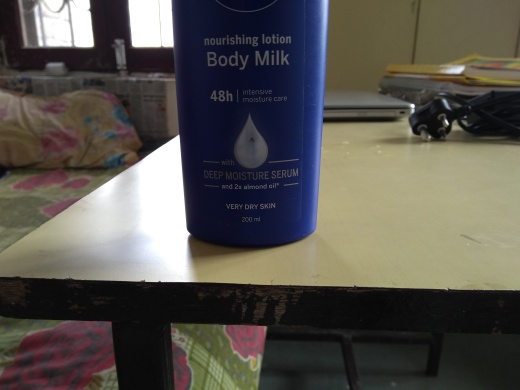 nourishing lotion
Body Milk
48h | intensive
moisture care
with
DEEP MOISTURE SERUM
and 2x almond oil*
VERY DRY SKIN
200 ml